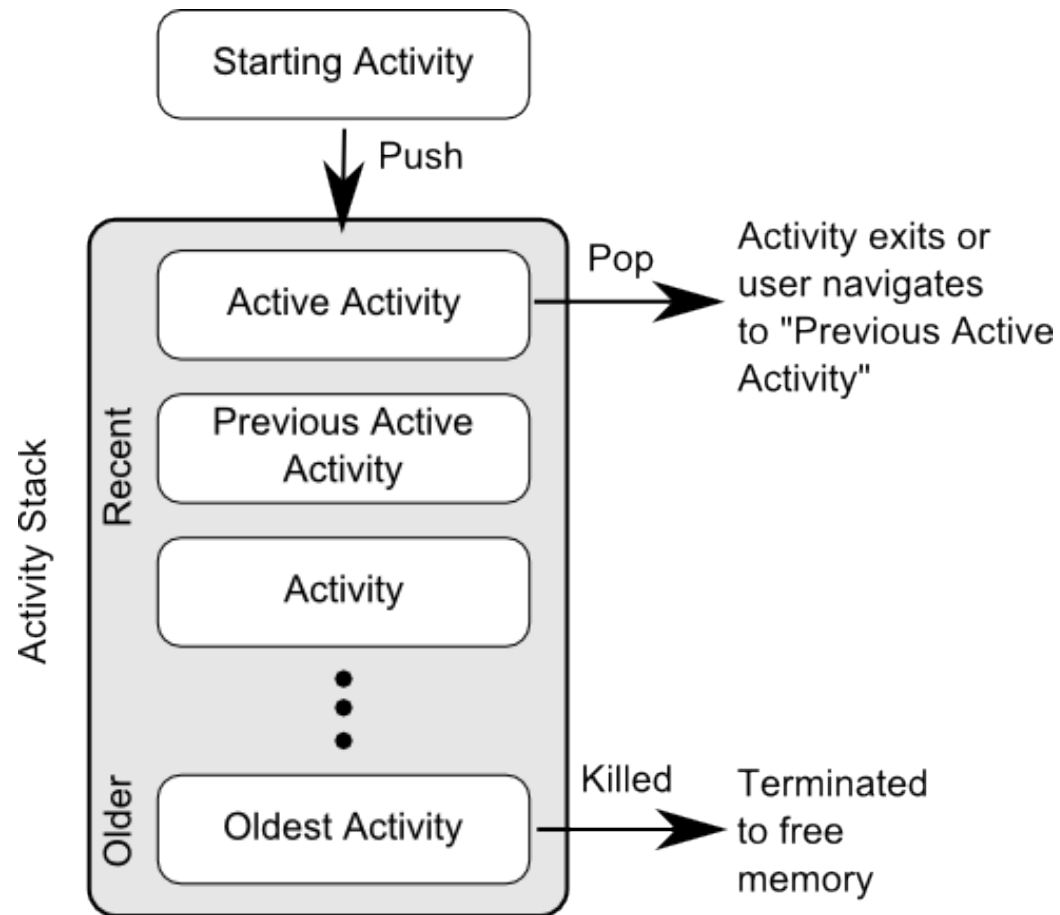 Starting Activity
Push
Active Activity
Pop
Activity exits or
user navigates
to "Previous Active
Activity"
Previous Active
Activity
Activity
Oldest Activity
Killed
Terminated
to free
memory
Recent
Older
Activity Stack